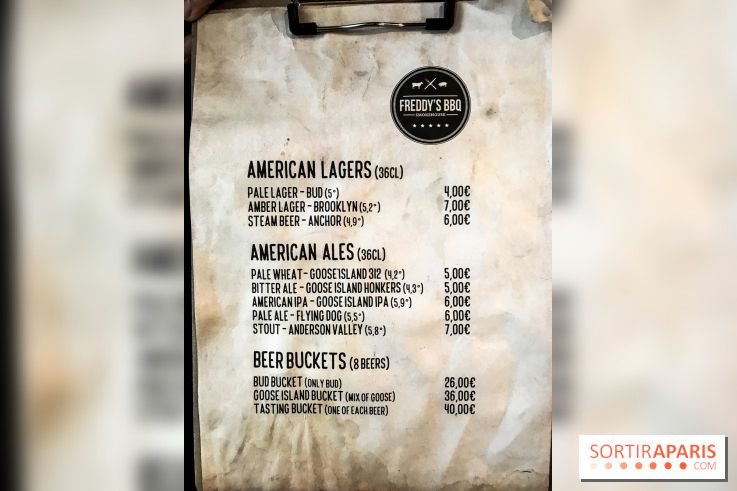 FREDDY'S BBQ
SMOKEHOUSE
AMERICAN LAGERS (36CL)
PALE LAGER - BUD (5°) 4,00€
AMBER LAGER - BROOKLYN (5,2°) 7,00€
STEAM BEER - ANCHOR (4,9°) 6,00€
AMERICAN ALES (36CL)
PALE WHEAT - GOOSE ISLAND 312 (4,2°) 5,00€
BITTER ALE - GOOSE ISLAND HONKERS (4,3°) 5,00€
AMERICAN IPA - GOOSE ISLAND IPA (5,9°) 6,00€
PALE ALE - FLYING DOG (5,5°) 6,00€
STOUT - ANDERSON VALLEY (5,8°) 7,00€
BEER BUCKETS (8 BEERS)
BUD BUCKET (ONLY BUD) 26,00€
GOOSE ISLAND BUCKET (MIX OF GOOSE) 36,00€
TASTING BUCKET (ONE OF EACH BEER) 40,00€
SORTIRAPARIS
.COM